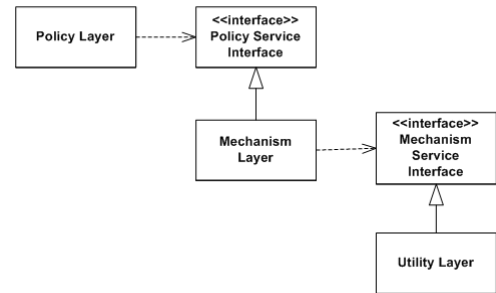 Policy Layer
<<interface>>
Policy Service
Interface
Mechanism
Layer
<<interface>>
Mechanism
Service
Interface
Utility Layer